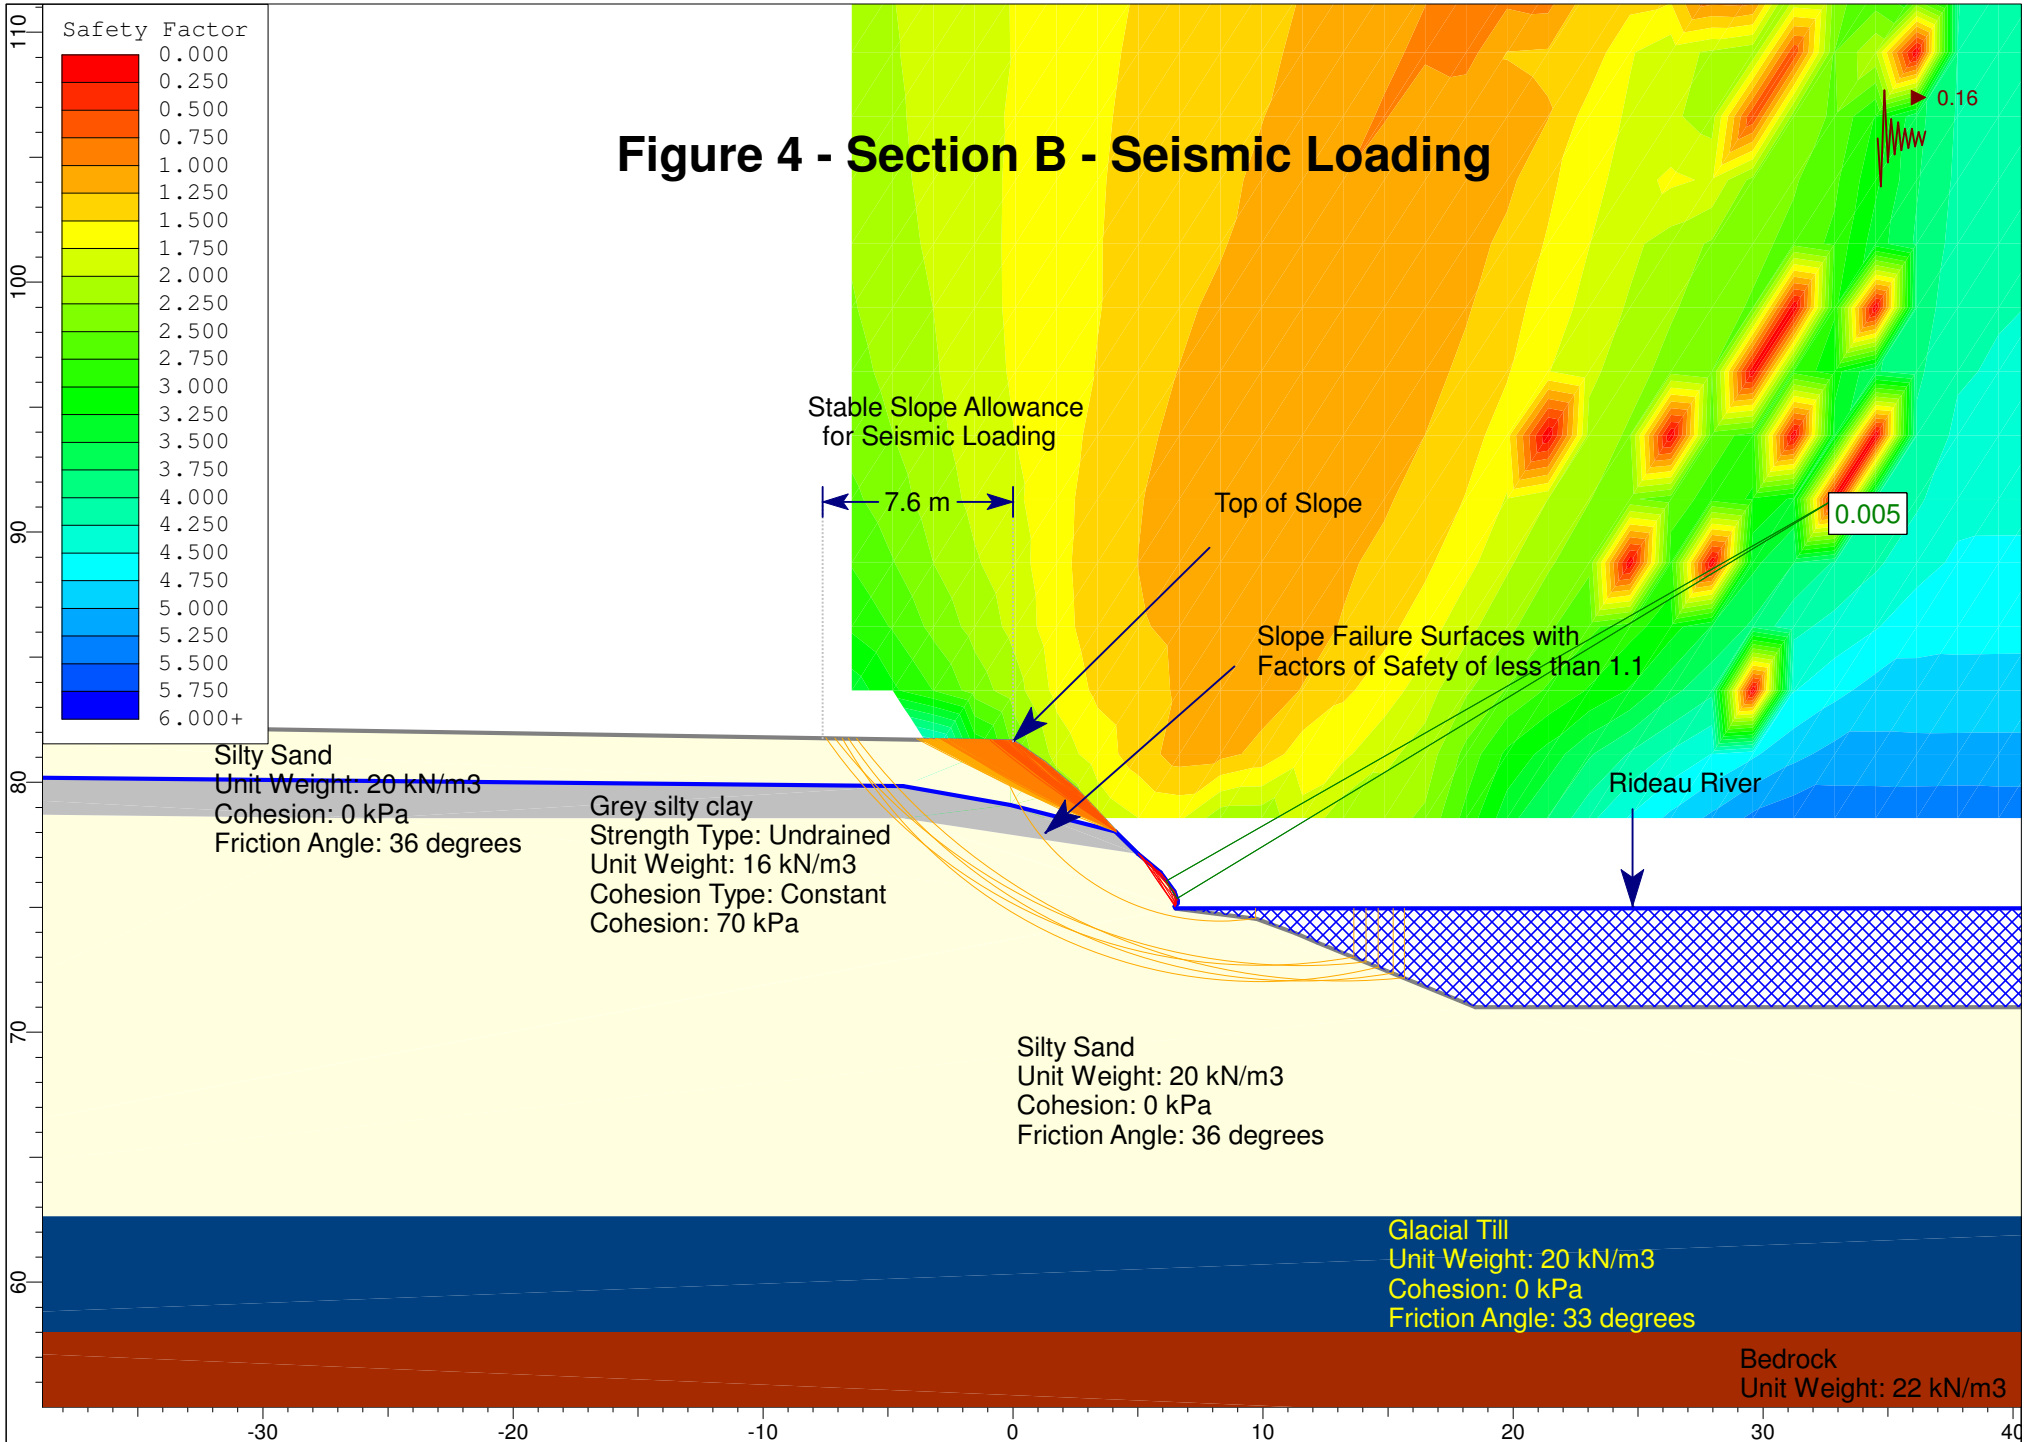 Safety Factor
0.000
0.250
0.500
0.750
1.000
1.250
1.500
1.750
2.000
2.250
2.500
2.750
3.000
3.250
3.500
3.750
4.000
4.250
4.500
4.750
5.000
5.250
5.500
5.750
6.000+
Figure 4 - Section B - Seismic Loading
0.16
Stable Slope Allowance
for Seismic Loading
7.6 m
Top of Slope
0.005
Slope Failure Surfaces with
Factors of Safety of less than 1.1
Rideau River
Silty Sand
Unit Weight: 20 kN/m3
Cohesion: 0 kPa
Friction Angle: 36 degrees
Grey silty clay
Strength Type: Undrained
Unit Weight: 16 kN/m3
Cohesion Type: Constant
Cohesion: 70 kPa
Silty Sand
Unit Weight: 20 kN/m3
Cohesion: 0 kPa
Friction Angle: 36 degrees
Glacial Till
Unit Weight: 20 kN/m3
Cohesion: 0 kPa
Friction Angle: 33 degrees
Bedrock
Unit Weight: 22 kN/m3
110
100
90
80
70
60
-30
-20
-10
0
10
20
30
40